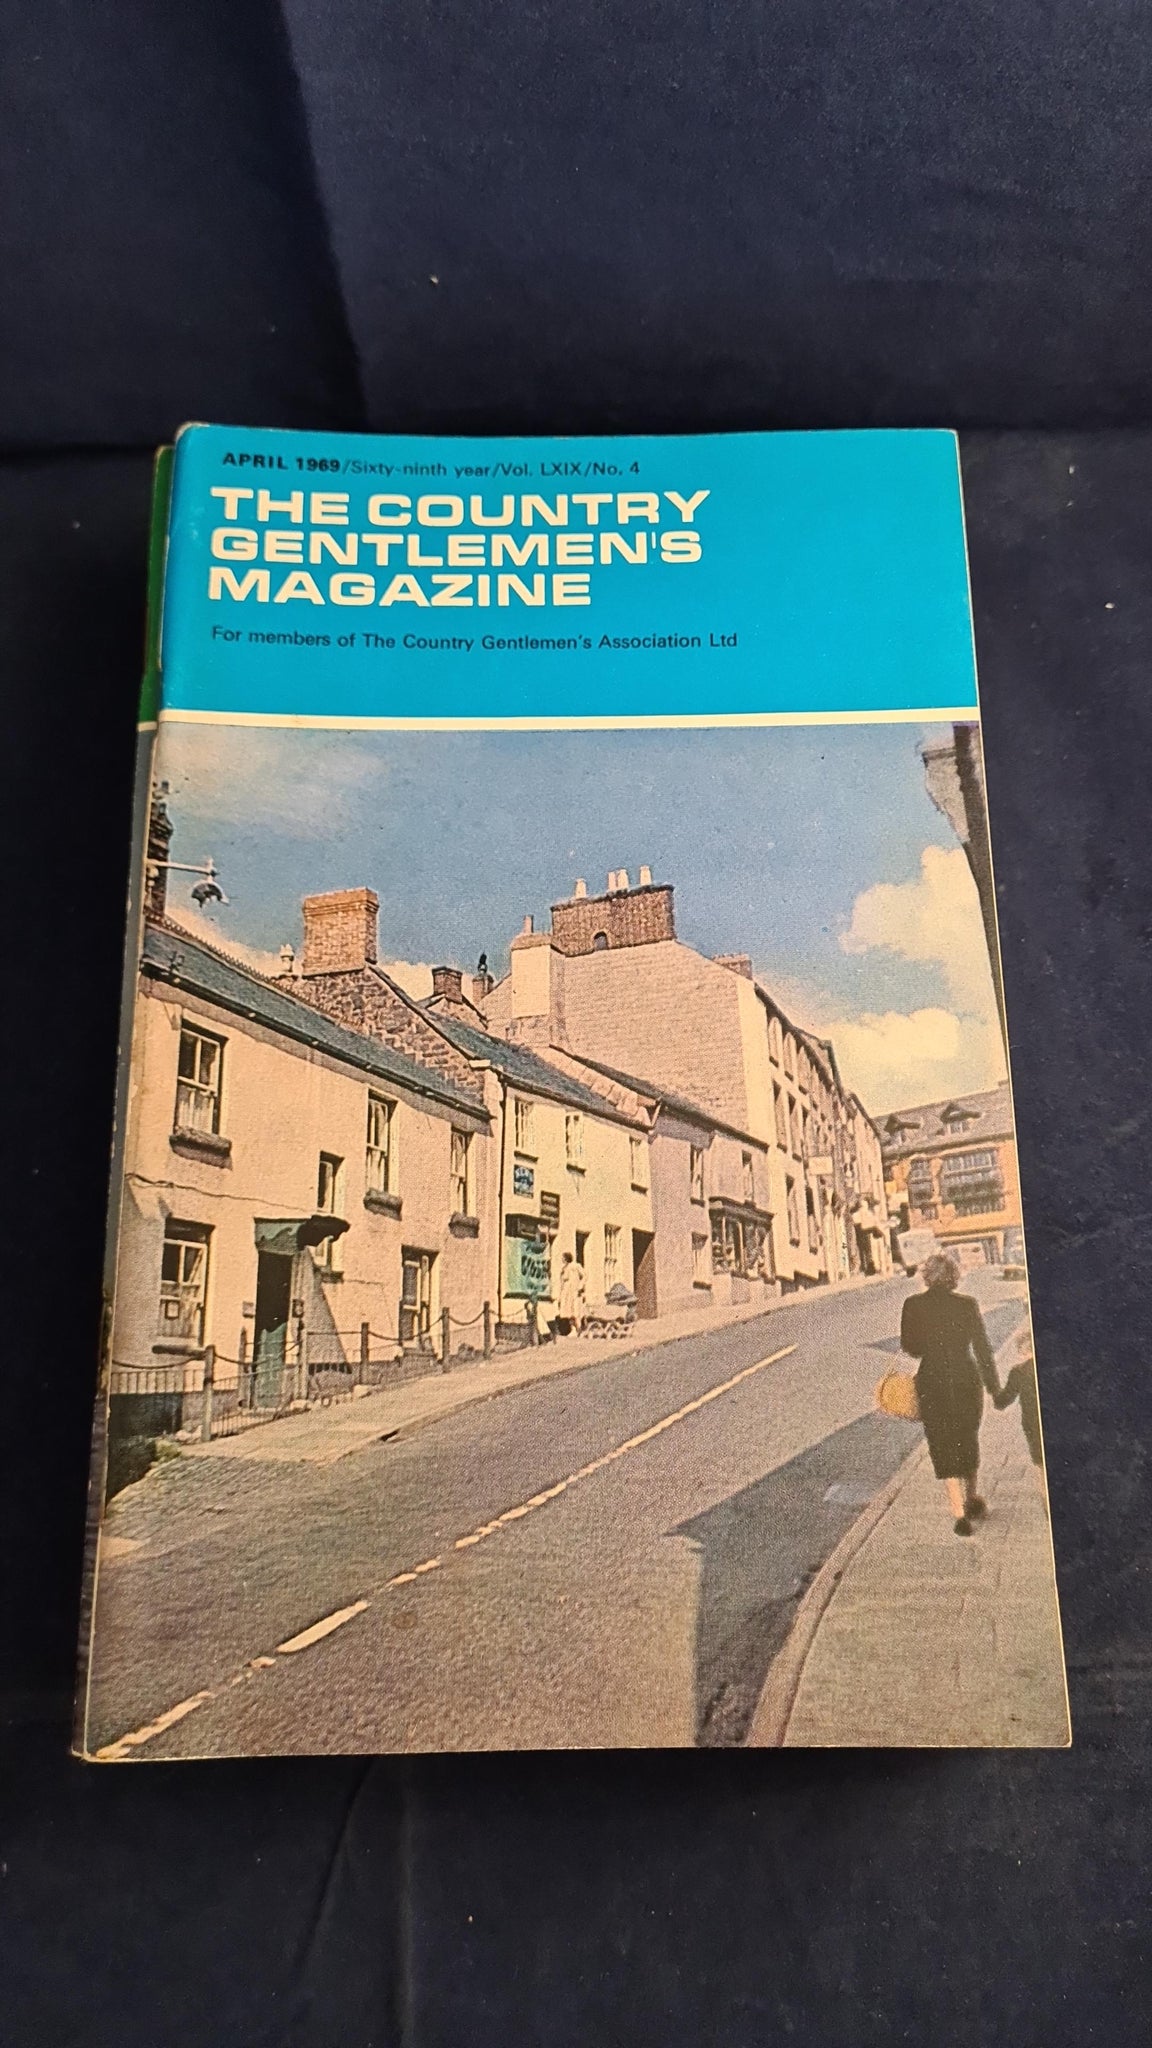 APRIL 1969/Sixty-ninth year/Vol. LXIX/No. 4
THE COUNTRY
GENTLEMEN'S
MAGAZINE
For members of The Country Gentlemen's Association Ltd